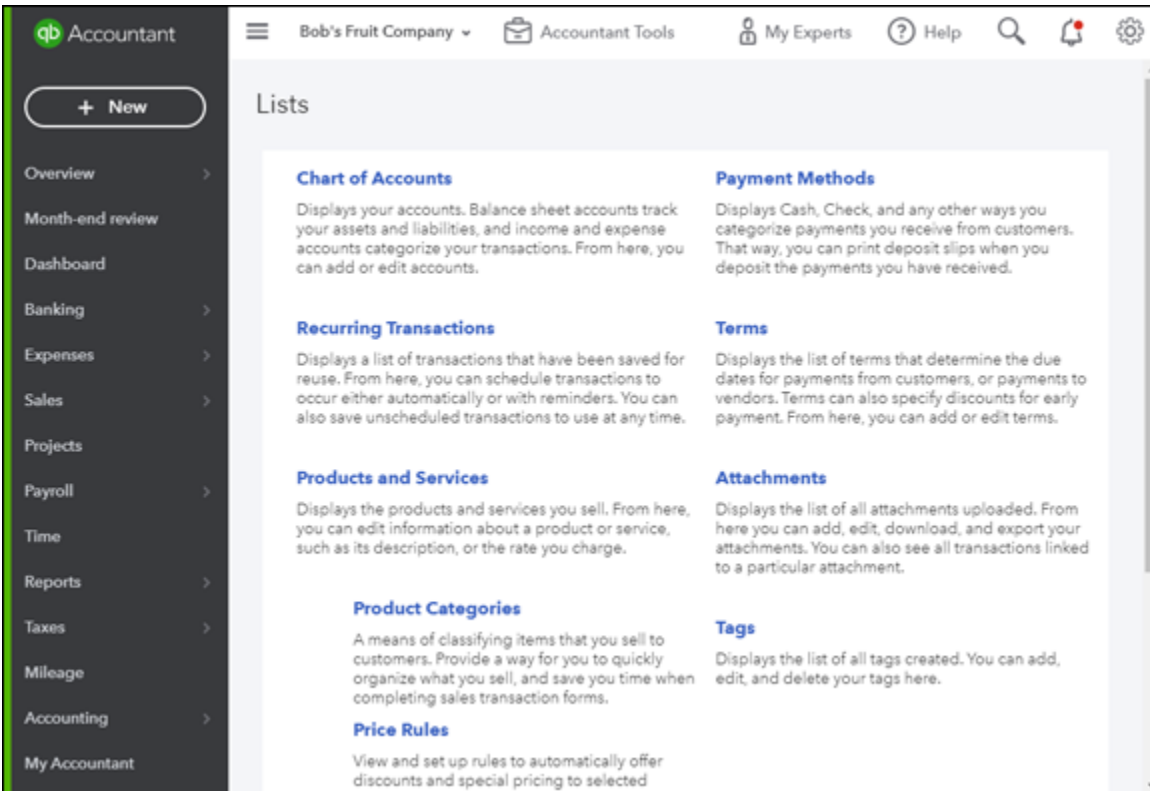 qb Accountant
+ New
Overview
Month-end review
Dashboard
Banking
Expenses
Sales
Projects
Payroll
Time
Reports
Taxes
Mileage
Accounting
My Accountant
Bob's Fruit Company
Accountant Tools
My Experts
? Help
Lists
Chart of Accounts
Displays your accounts. Balance sheet accounts track
your assets and liabilities, and income and expense
accounts categorize your transactions. From here, you
can add or edit accounts.
Recurring Transactions
Displays a list of transactions that have been saved for
reuse. From here, you can schedule transactions to
occur either automatically or with reminders. You can
also save unscheduled transactions to use at any time.
Products and Services
Displays the products and services you sell. From here,
you can edit information about a product or service,
such as its description, or the rate you charge.
Product Categories
A means of classifying items that you sell to
customers. Provide a way for you to quickly
organize what you sell, and save you time when
completing sales transaction forms.
Price Rules
View and set up rules to automatically offer
discounts and special pricing to selected
Payment Methods
Displays Cash, Check, and any other ways you
categorize payments you receive from customers.
That way, you can print deposit slips when you
deposit the payments you have received.
Terms
Displays the list of terms that determine the due
dates for payments from customers, or payments to
vendors. Terms can also specify discounts for early
payment. From here, you can add or edit terms.
Attachments
Displays the list of all attachments uploaded. From
here you can add, edit, download, and export your
attachments. You can also see all transactions linked
to a particular attachment.
Tags
Displays the list of all tags created. You can add,
edit, and delete your tags here.